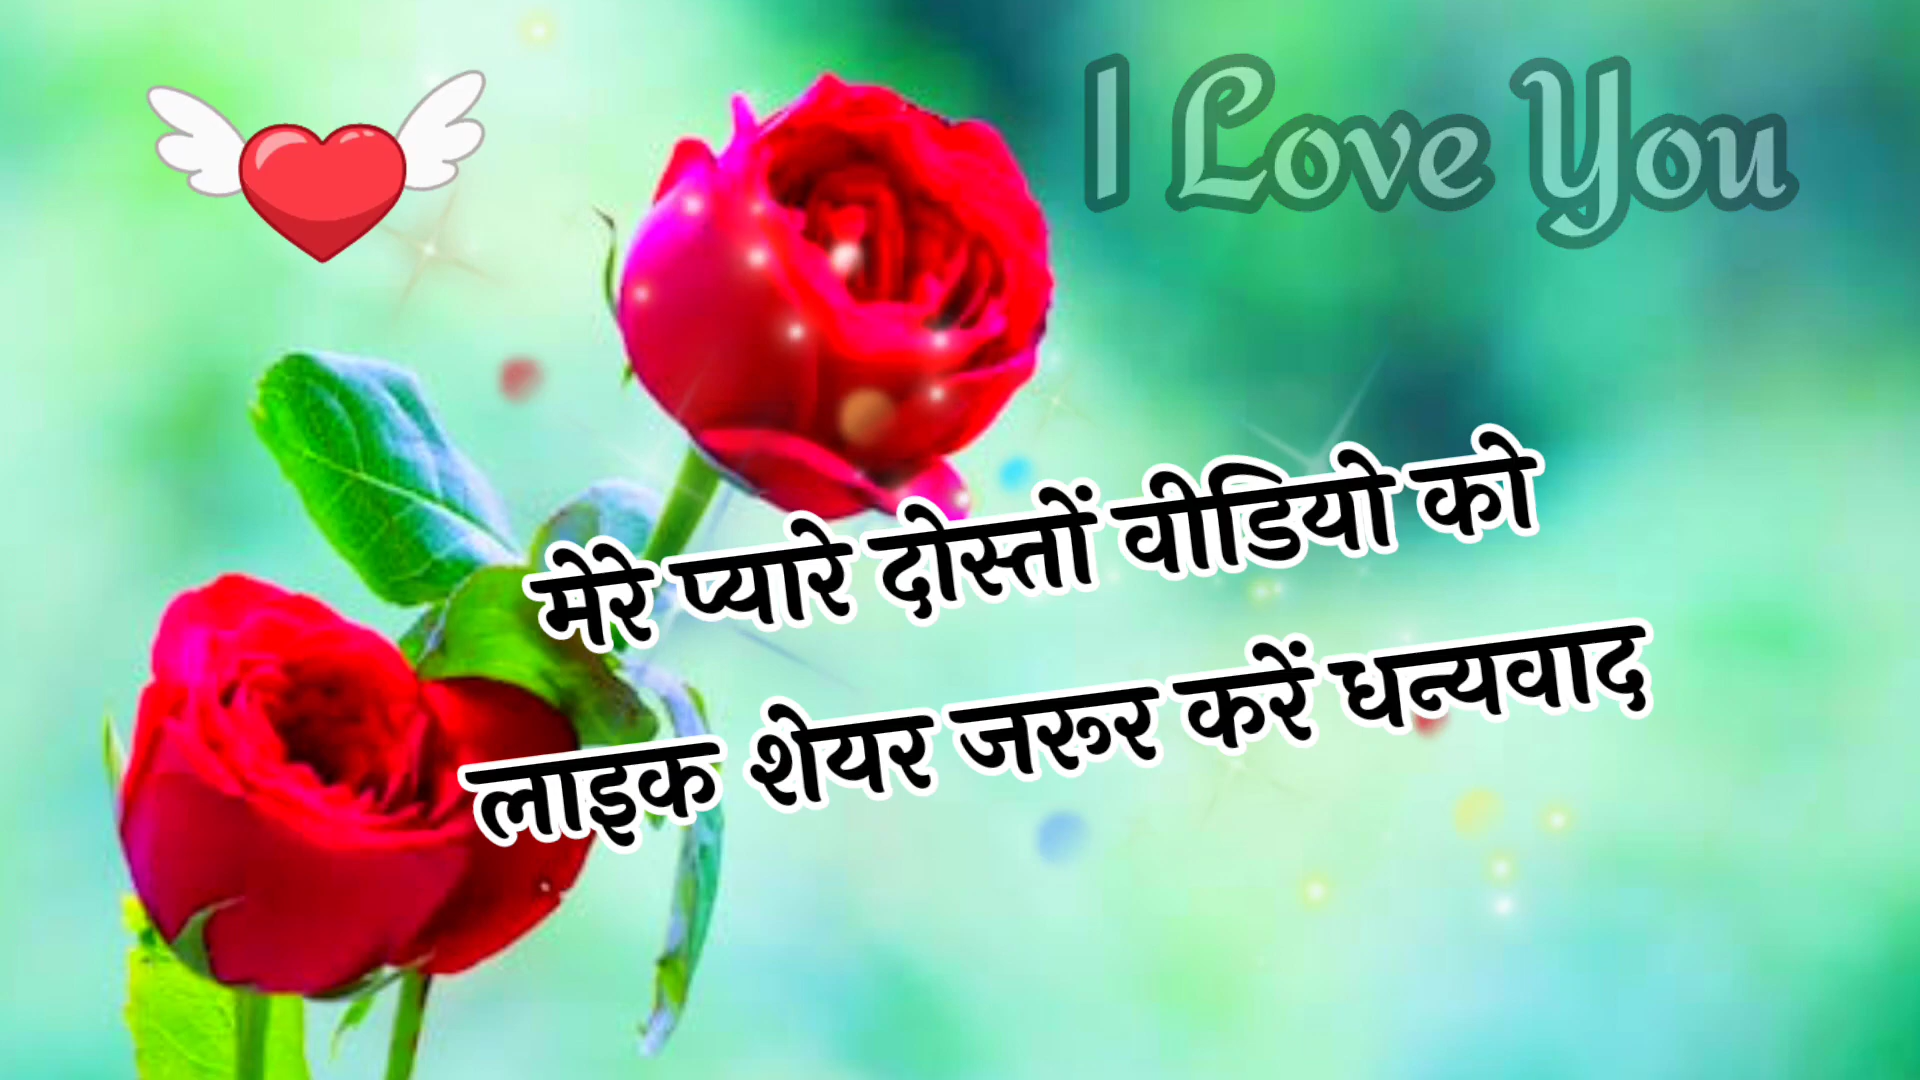 I Love You
मेरे प्यारे दोस्तों वीडियो को
लाइक शेयर जरूर करें धन्यवाद